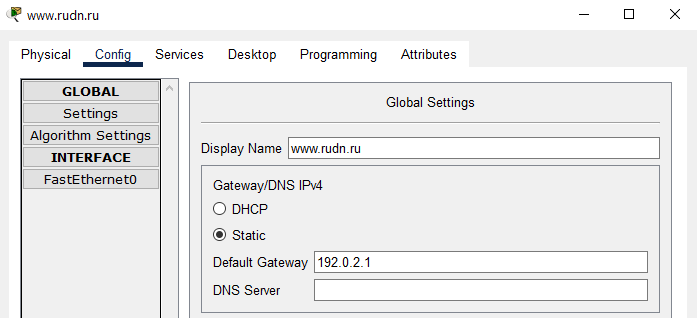 www.rudn.ru
Physical Config Services Desktop Programming Attributes
GLOBAL
Settings
Algorithm Settings
INTERFACE
FastEthernet0
Global Settings
Display Name www.rudn.ru
Gateway/DNS IPv4
DHCP
Static
Default Gateway 192.0.2.1
DNS Server